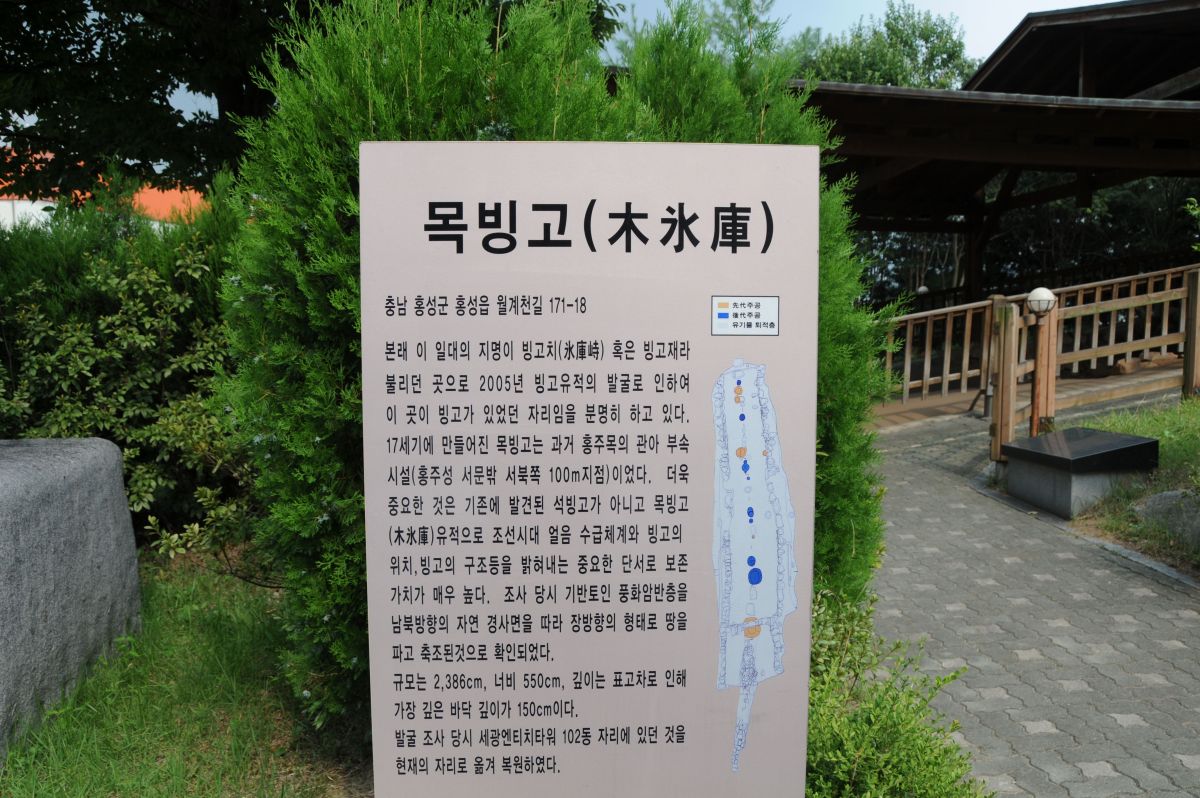 목빙고(木氷庫)
충남 홍성군 홍성읍 월계천길 171-18
본래 이 일대의 지명이 빙고치(氷庫峙) 혹은 빙고재라
불리던 곳으로 2005년 빙고유적의 발굴로 인하여
이 곳이 빙고가 있었던 자리임을 분명히 하고 있다.
17세기에 만들어진 목빙고는 과거 홍주목의 관아 부속
시설(홍주성 서문밖 서북쪽 100m지점)이었다. 더욱
중요한 것은 기존에 발견된 석빙고가 아니고 목빙고
(木氷庫)유적으로 조선시대 얼음 수급체계와 빙고의
위치,빙고의 구조등을 밝혀내는 중요한 단서로 보존
가치가 매우 높다. 조사 당시 기반토인 풍화암반층을
남북방향의 자연 경사면을 따라 장방향의 형태로 땅을
파고 축조된것으로 확인되었다.
규모는 2,386cm, 너비 550cm, 깊이는 표고차로 인해
가장 깊은 바닥 깊이가 150cm이다.
발굴 조사 당시 세광엔티치타워 102동 자리에 있던 것을
현재의 자리로 옮겨 복원하였다.
先代주공
後代주공
유기물 퇴적층